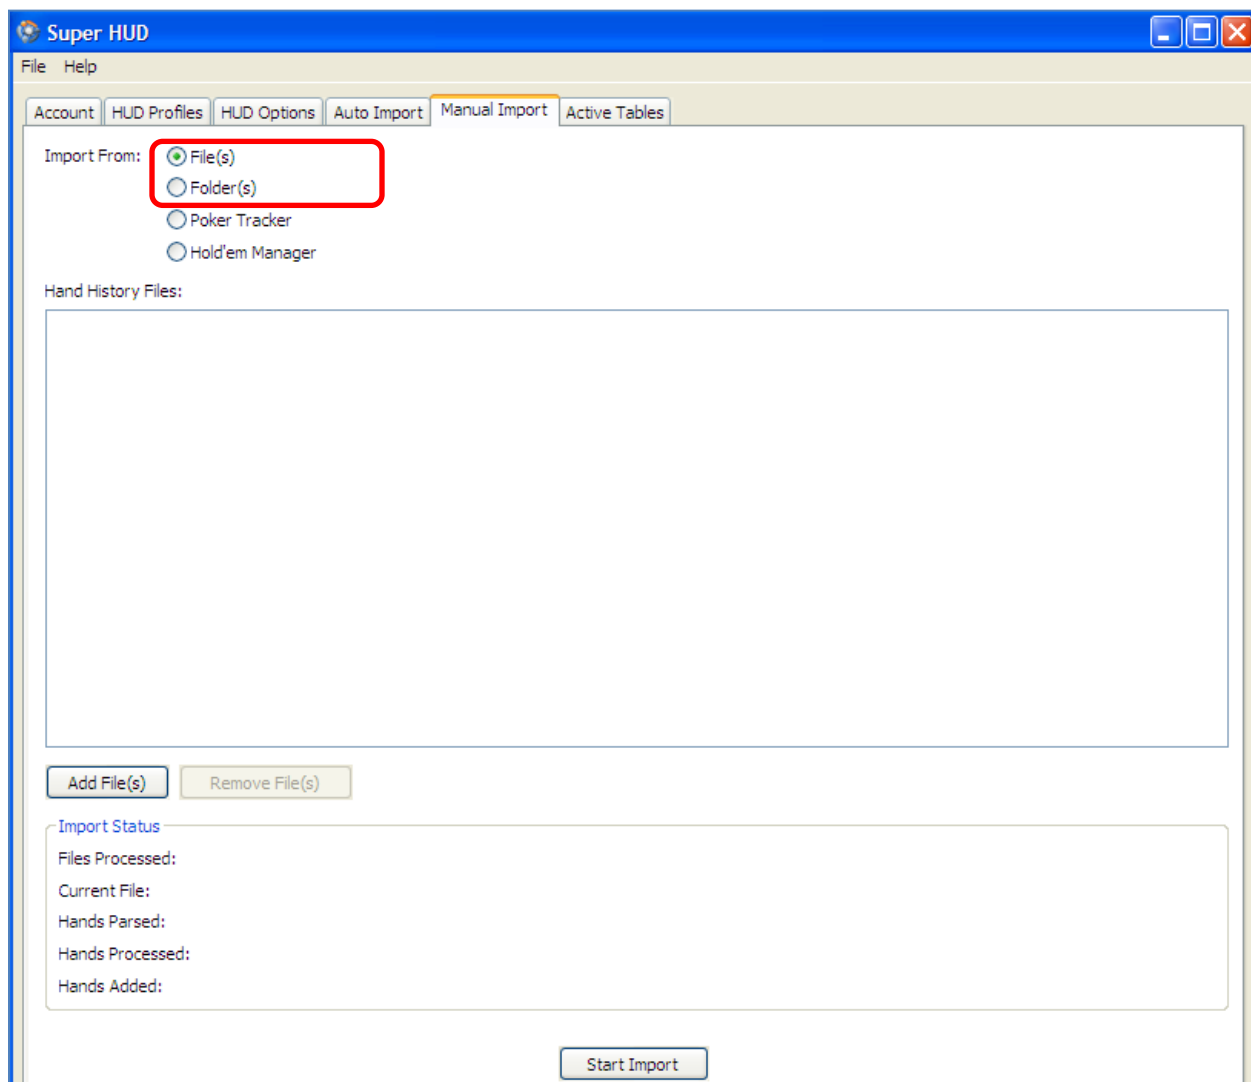 Super HUD
File Help
Account HUD Profiles HUD Options Auto Import Manual Import Active Tables
Import From: File(s)
Folder(s)
Poker Tracker
Hold'em Manager
Hand History Files:
Add File(s) Remove File(s)
Import Status
Files Processed:
Current File:
Hands Parsed:
Hands Processed:
Hands Added:
Start Import